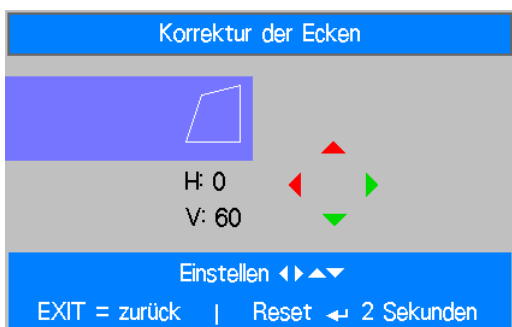 Korrektur der Ecken
H: 0
V: 60
Einstellen
EXIT = zurück | Reset ↵ 2 Sekunden